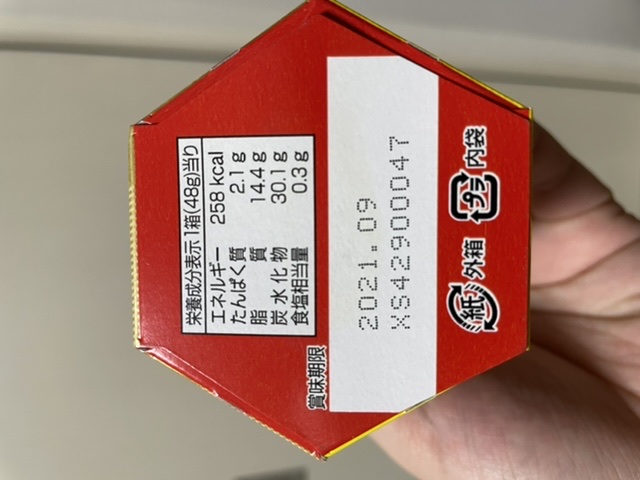 栄養成分表示 1箱(48g)当り
エネルギー 258 kcal
たんぱく質 2.1 g
脂質 14.4 g
炭水化物 30.1 g
食塩相当量 0.3 g
賞味期限
2021.09
XS42900047
紙 外箱
プラ 内袋